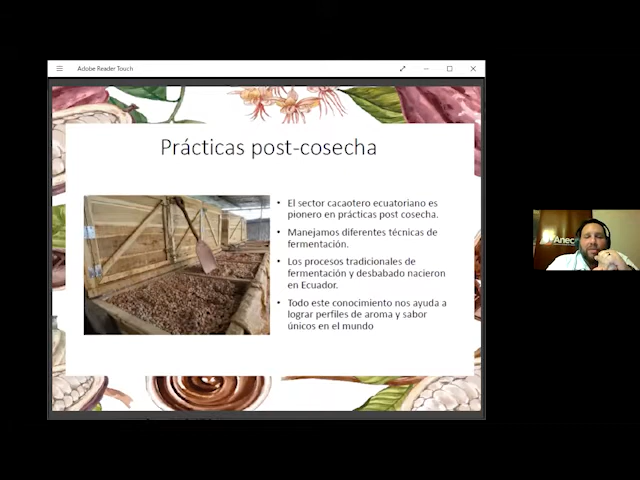 Adobe Reader Touch
Prácticas post-cosecha
• El sector cacaotero ecuatoriano es
pionero en prácticas post cosecha.
• Manejamos diferentes técnicas de
fermentación.
• Los procesos tradicionales de
fermentación y desbabado nacieron
en Ecuador.
• Todo este conocimiento nos ayuda a
lograr perfiles de aroma y sabor
únicos en el mundo
Anec